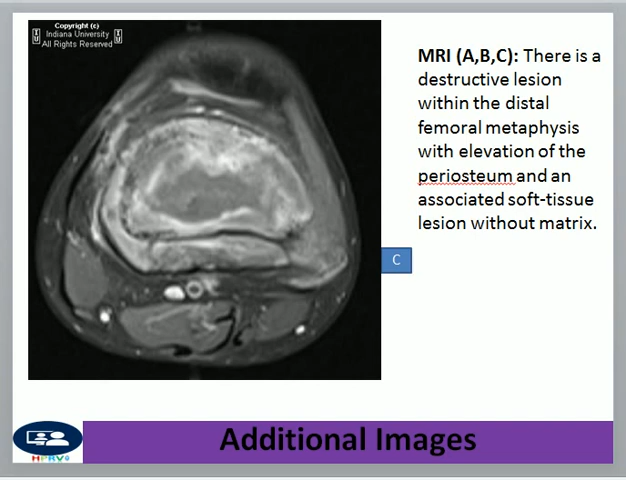 Copyright (c)
Indiana University
All Rights Reserved
MRI (A,B,C): There is a
destructive lesion
within the distal
femoral metaphysis
with elevation of the
periosteum and an
associated soft-tissue
lesion without matrix.
C
Additional Images